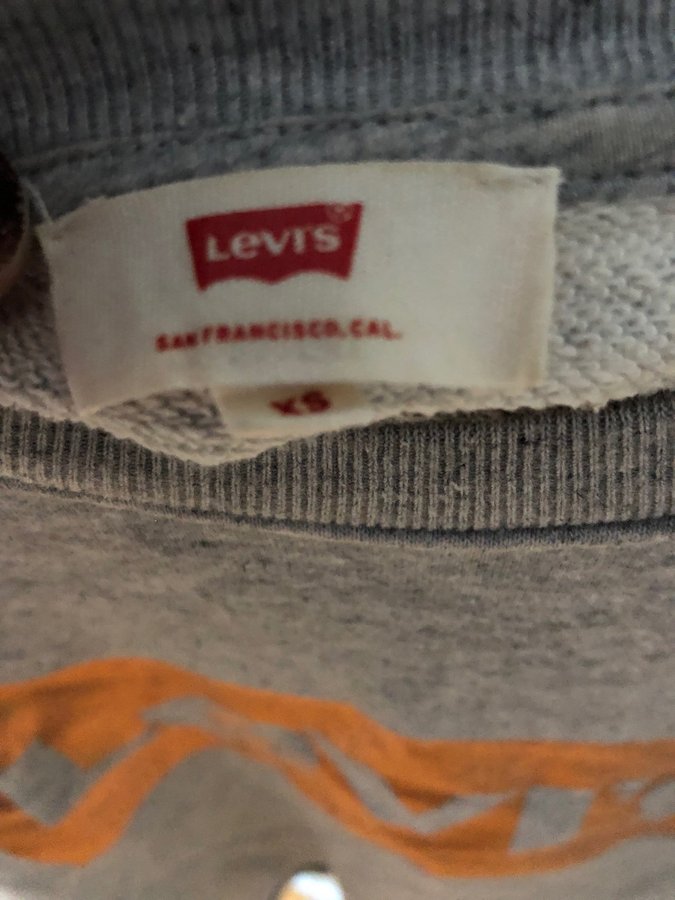 Levi's
SAN FRANCISCO, CAL.
XS